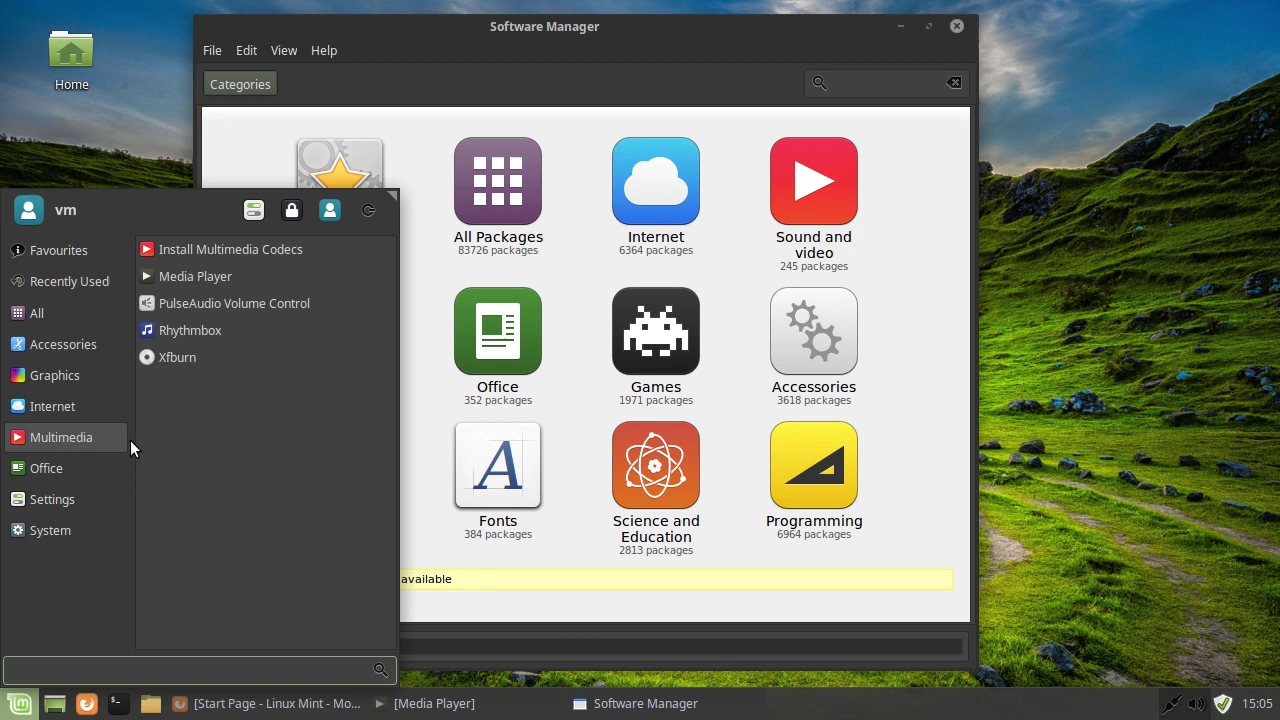 Software Manager
File Edit View Help
Categories
Home
All Packages
83726 packages
Internet
6364 packages
Sound and
video
245 packages
Office
352 packages
Games
1971 packages
Accessories
3618 packages
Fonts
384 packages
Science and
Education
2813 packages
Programming
6964 packages
available
vm
Favourites
Recently Used
All
Accessories
Graphics
Internet
Multimedia
Office
Settings
System
Install Multimedia Codecs
Media Player
PulseAudio Volume Control
Rhythmbox
Xfburn
[Start Page - Linux Mint - Mo...
[Media Player]
Software Manager
15:05